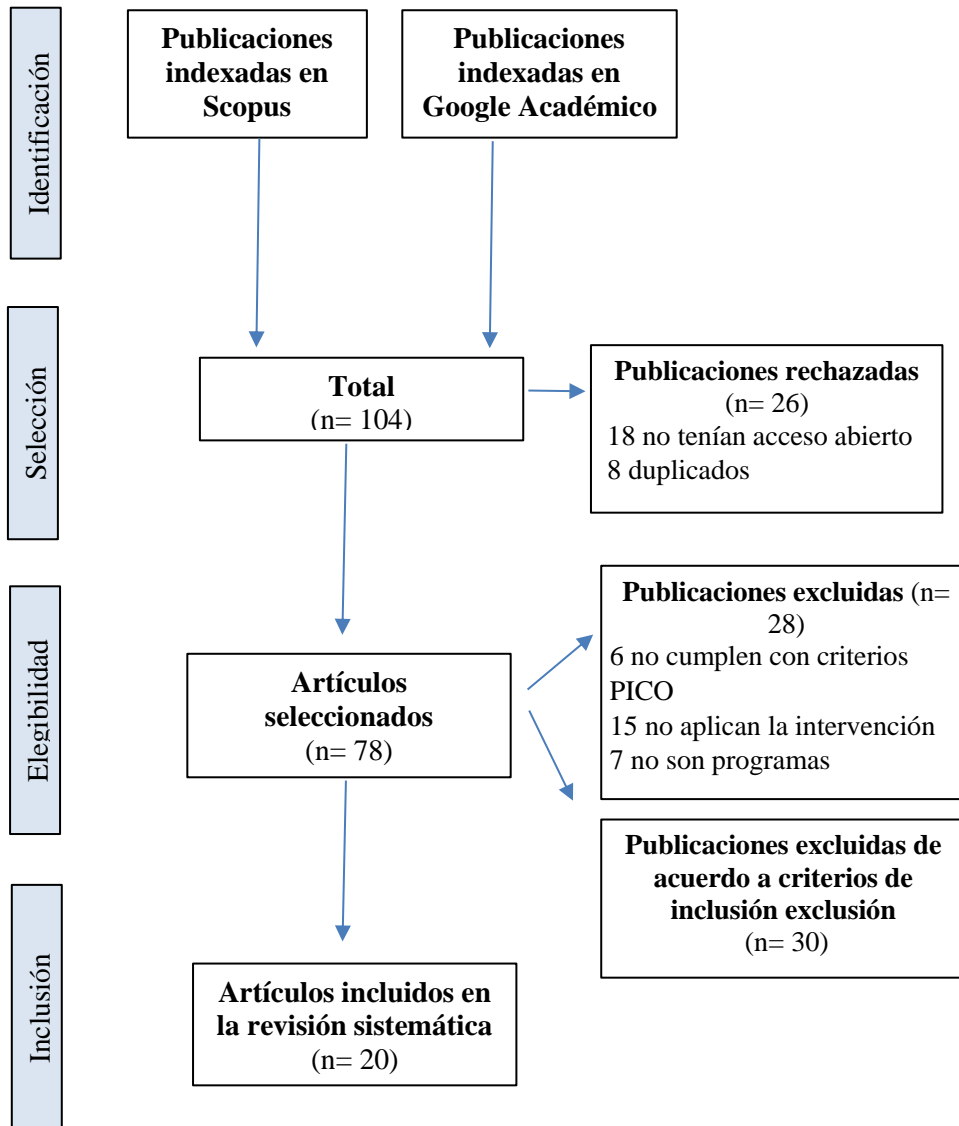 Identificación
Publicaciones
indexadas en
Scopus
Publicaciones
indexadas en
Google Académico
Selección
Total
(n= 104)
Publicaciones rechazadas
(n= 26)
18 no tenían acceso abierto
8 duplicados
Elegibilidad
Artículos
seleccionados
(n= 78)
Publicaciones excluidas (n=
28)
6 no cumplen con criterios
PICO
15 no aplican la intervención
7 no son programas
Publicaciones excluidas de
acuerdo a criterios de
inclusión exclusión
(n= 30)
Inclusión
Artículos incluidos en
la revisión sistemática
(n= 20)